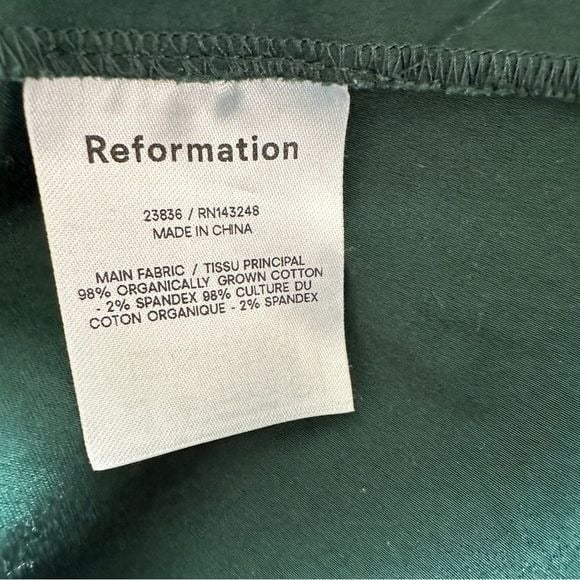 Reformation
23836 / RN143248
MADE IN CHINA
MAIN FABRIC / TISSU PRINCIPAL
98% ORGANICALLY GROWN COTTON
- 2% SPANDEX 98% CULTURE DU
COTON ORGANIQUE - 2% SPANDEX